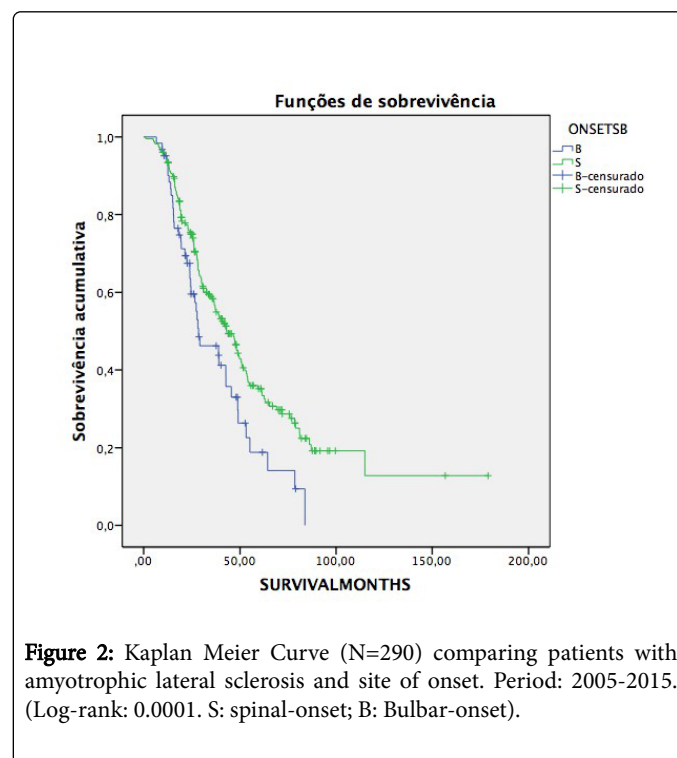 Funções de sobrevivência
ONSETSB
B
S
B-censurado
S-censurado
Sobrevivência acumulativa
1,0
0,8
0,6
0,4
0,2
0,0
,00
50,00
100,00
150,00
200,00
SURVIVALMONTHS
Figure 2: Kaplan Meier Curve (N=290) comparing patients with
amyotrophic lateral sclerosis and site of onset. Period: 2005-2015.
(Log-rank: 0.0001. S: spinal-onset; B: Bulbar-onset).